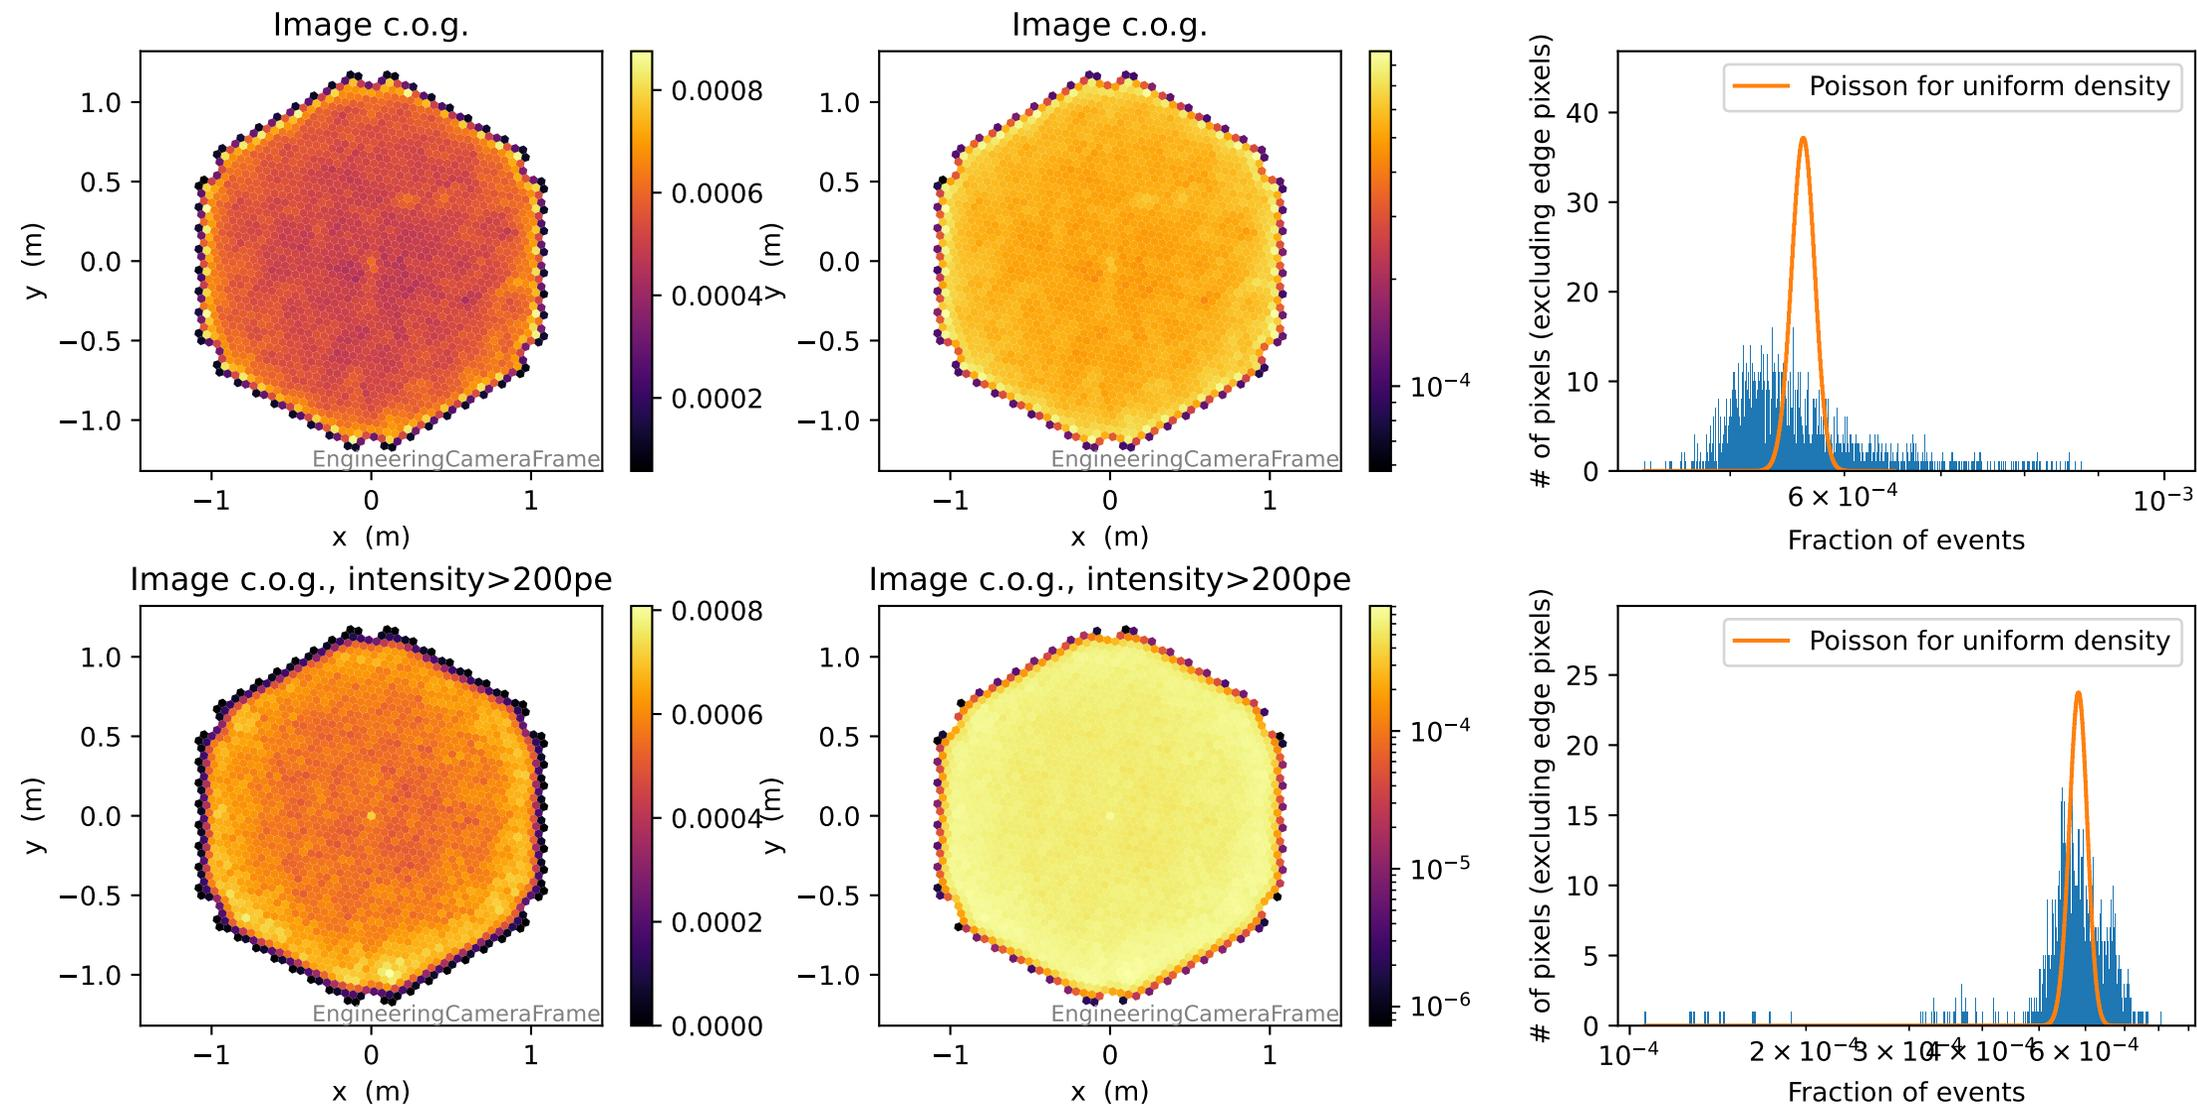 Image c.o.g.
1.0
0.5
0.0
−0.5
−1.0
y (m)
EngineeringCameraFrame
−1
0
1
x (m)
0.0008
0.0006
0.0004
0.0002
Image c.o.g.
1.0
0.5
0.0
−0.5
−1.0
y (m)
EngineeringCameraFrame
−1
0
1
x (m)
10⁻⁴
Poisson for uniform density
# of pixels (excluding edge pixels)
40
30
20
10
0
6 × 10⁻⁴
10⁻³
Fraction of events
Image c.o.g., intensity>200pe
1.0
0.5
0.0
−0.5
−1.0
y (m)
EngineeringCameraFrame
−1
0
1
x (m)
0.0008
0.0006
0.0004
0.0002
0.0000
Image c.o.g., intensity>200pe
1.0
0.5
0.0
−0.5
−1.0
y (m)
EngineeringCameraFrame
−1
0
1
x (m)
10⁻⁴
10⁻⁵
10⁻⁶
Poisson for uniform density
# of pixels (excluding edge pixels)
25
20
15
10
5
0
10⁻⁴
2 × 10⁻⁴
3 × 10⁻⁴
4 × 10⁻⁴
6 × 10⁻⁴
Fraction of events